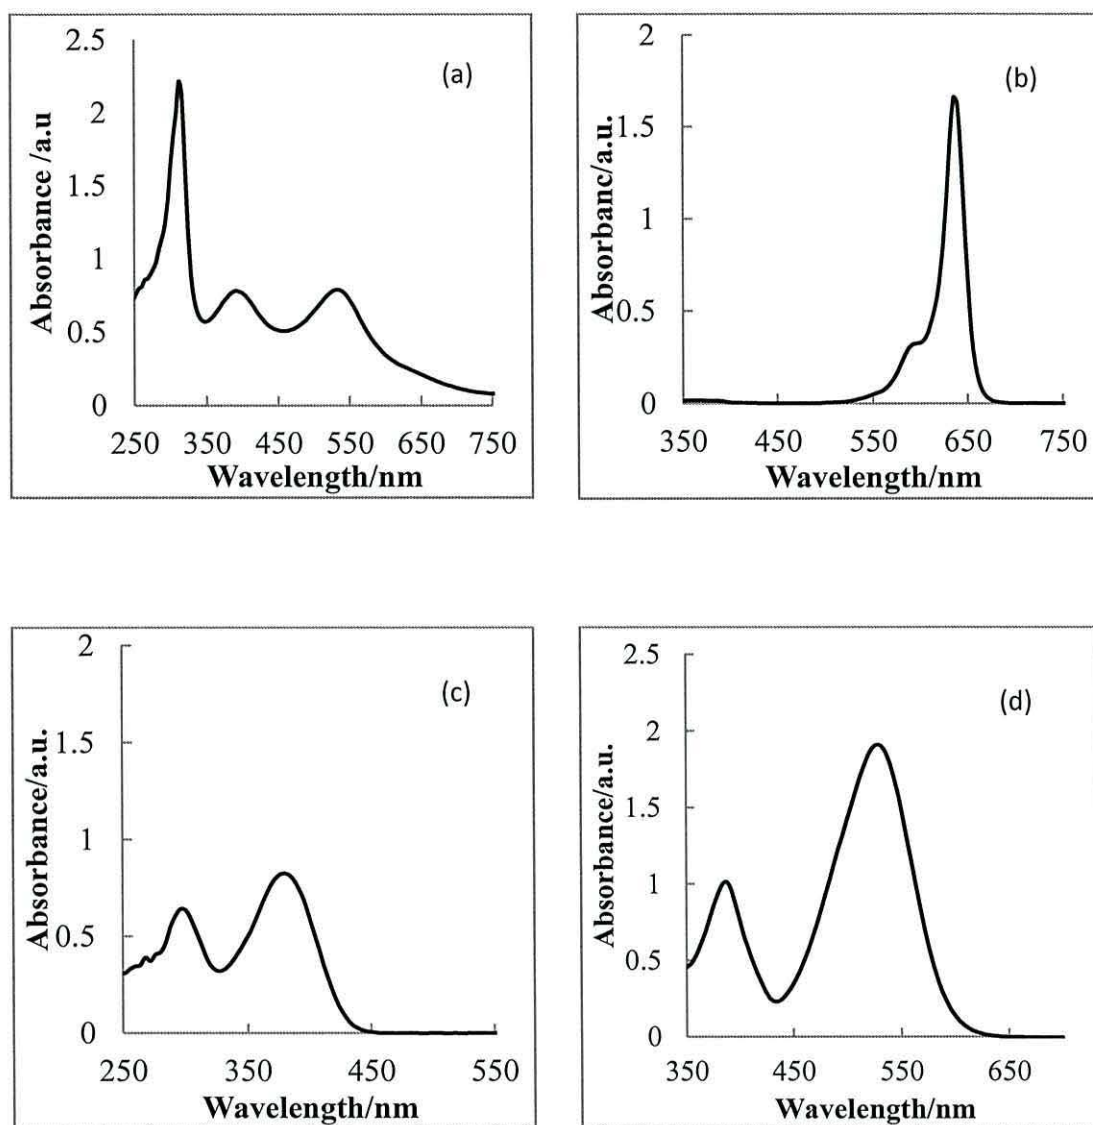 (a)
2.5
2
1.5
1
0.5
0
Absorbance /a.u
250 350 450 550 650 750
Wavelength/nm
(b)
2
1.5
1
0.5
0
Absorbanc/a.u.
350 450 550 650 750
Wavelength/nm
(c)
2
1.5
1
0.5
0
Absorbance/a.u.
250 350 450 550
Wavelength/nm
(d)
2.5
2
1.5
1
0.5
0
Absorbance/a.u.
350 450 550 650
Wavelength/nm